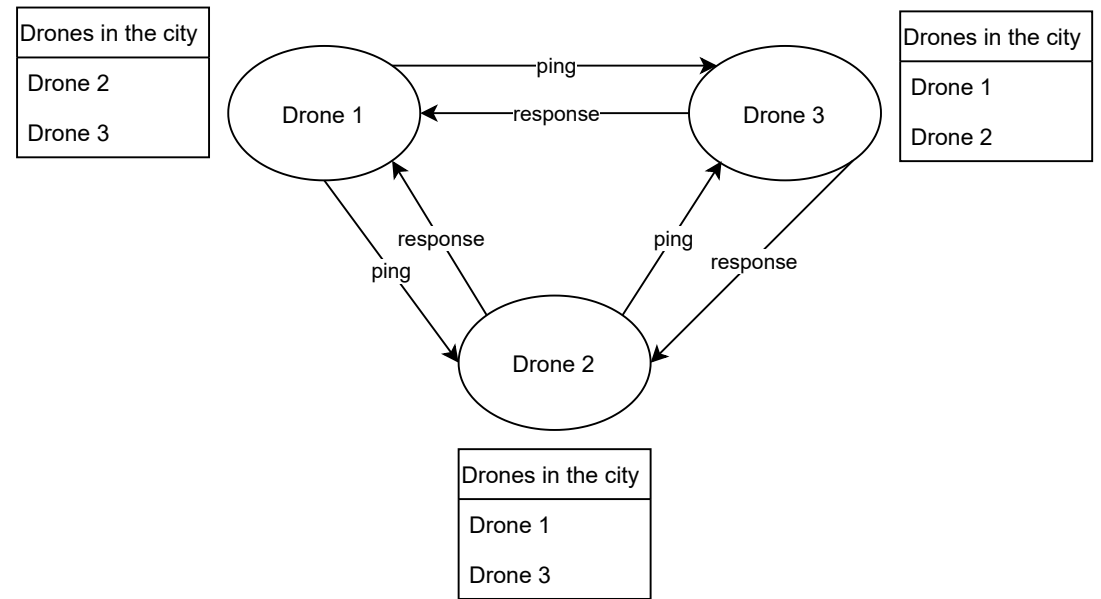 Drones in the city
Drone 2
Drone 3
Drones in the city
Drone 1
Drone 2
Drone 1
ping
response
Drone 3
response
ping
ping
response
Drone 2
Drones in the city
Drone 1
Drone 3